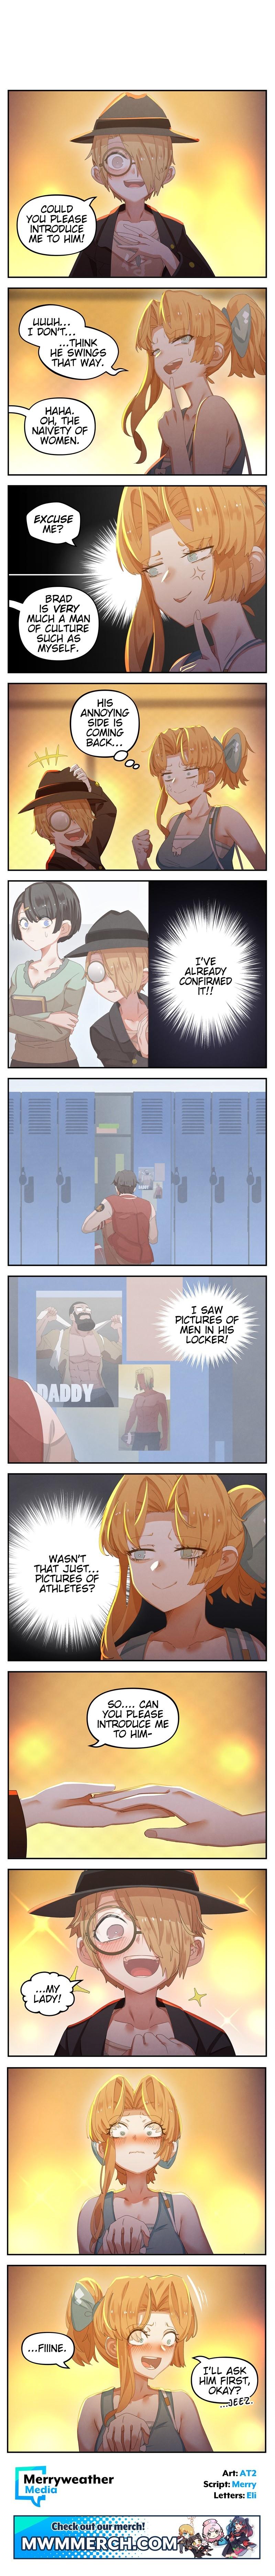 COULD
YOU PLEASE
INTRODUCE
ME TO HIM!
UUUH...
I DON'T...
...THINK
HE SWINGS
THAT WAY.
HAHA.
OH, THE
NAIVETY OF
WOMEN.
EXCUSE
ME?
BRAD
IS VERY
MUCH A MAN
OF CULTURE
SUCH AS
MYSELF.
HIS
ANNOYING
SIDE IS
COMING
BACK...
I'VE
ALREADY
CONFIRMED
IT!!
I SAW
PICTURES OF
MEN IN HIS
LOCKER!
DADDY
WASN'T
THAT JUST...
PICTURES OF
ATHLETES?
SO.... CAN
YOU PLEASE
INTRODUCE ME
TO HIM-
...MY
LADY!
...FIIINE.
I'LL ASK
HIM FIRST,
OKAY?
...JEEZ.
Merryweather
Media
Art: AT2
Script: Merry
Letters: Eli
Check out our merch!
MWMMERCH.COM